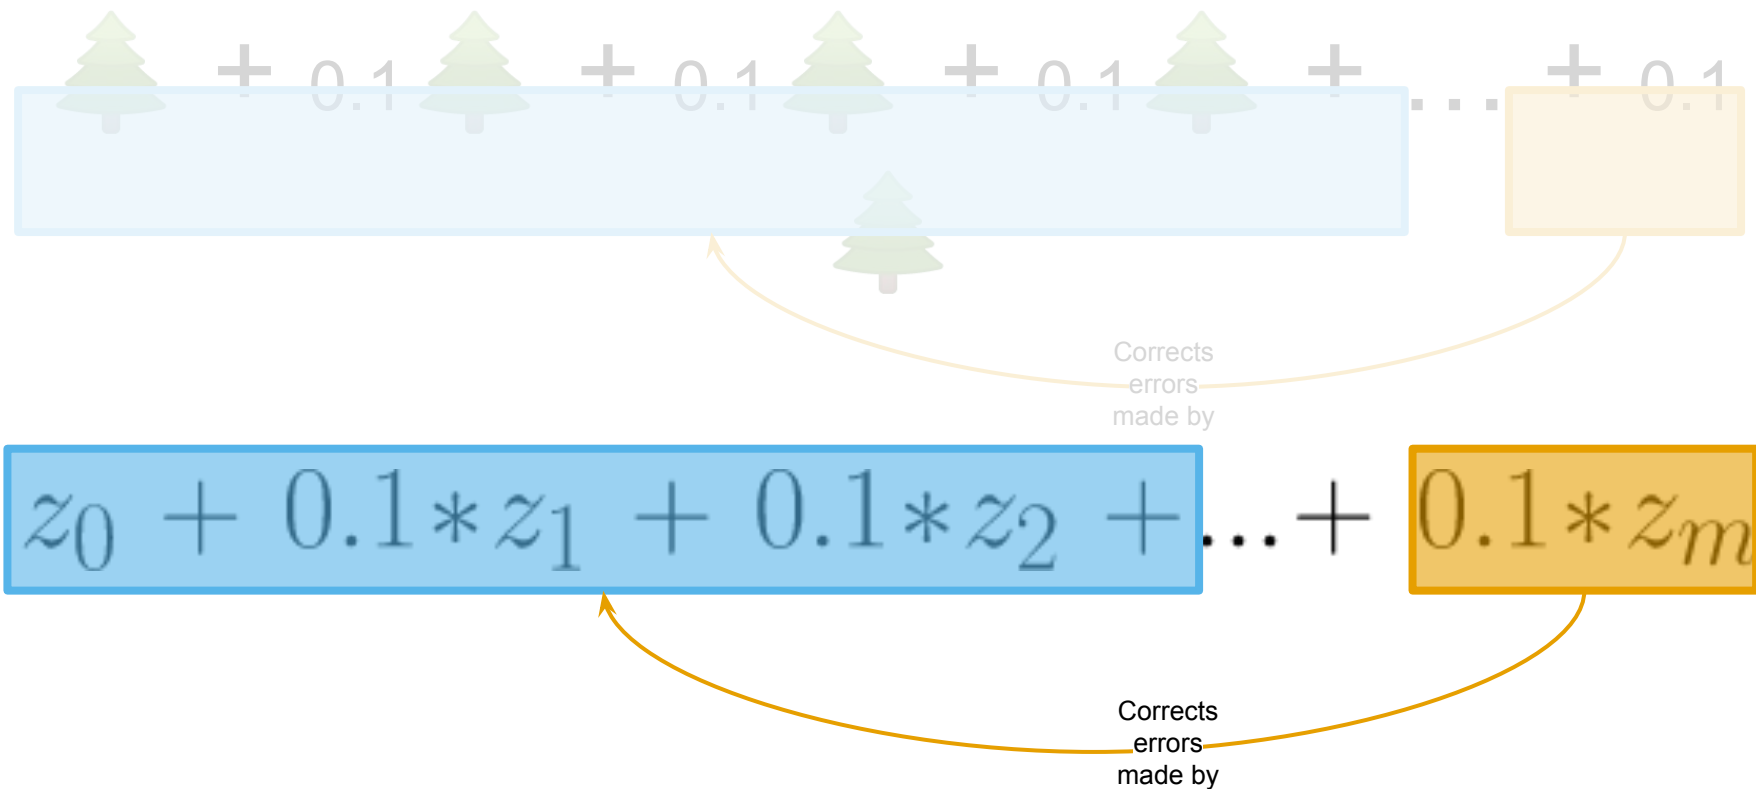 + 0.1 + 0.1 + 0.1 + ... + 0.1
Corrects
errors
made by
z₀ + 0.1*z₁ + 0.1*z₂ + ... + 0.1*zₘ
Corrects
errors
made by